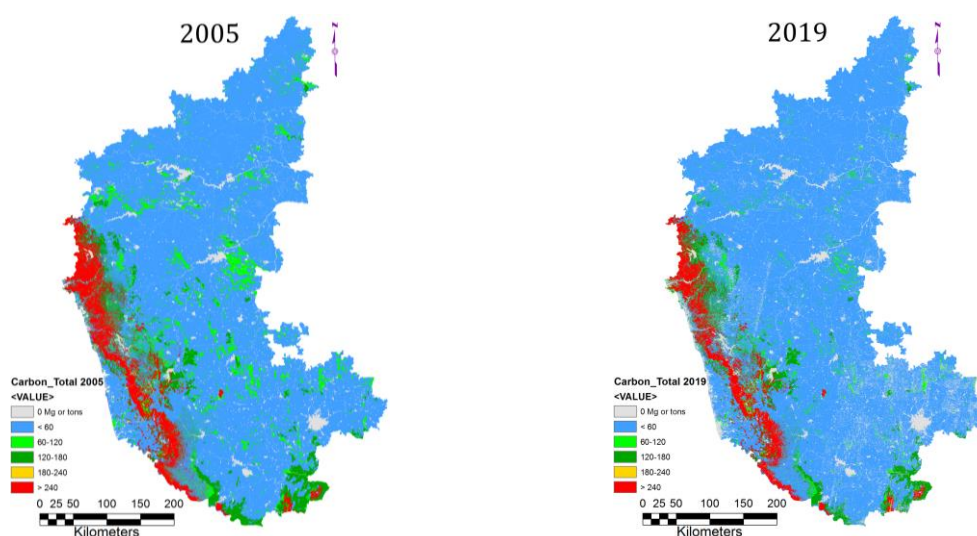 2005
N
Carbon_Total 2005
<VALUE>
0 Mg or tons
< 60
60-120
120-180
180-240
> 240
0 25 50 100 150 200
Kilometers
2019
N
Carbon_Total 2019
<VALUE>
0 Mg or tons
< 60
60-120
120-180
180-240
> 240
0 25 50 100 150 200
Kilometers